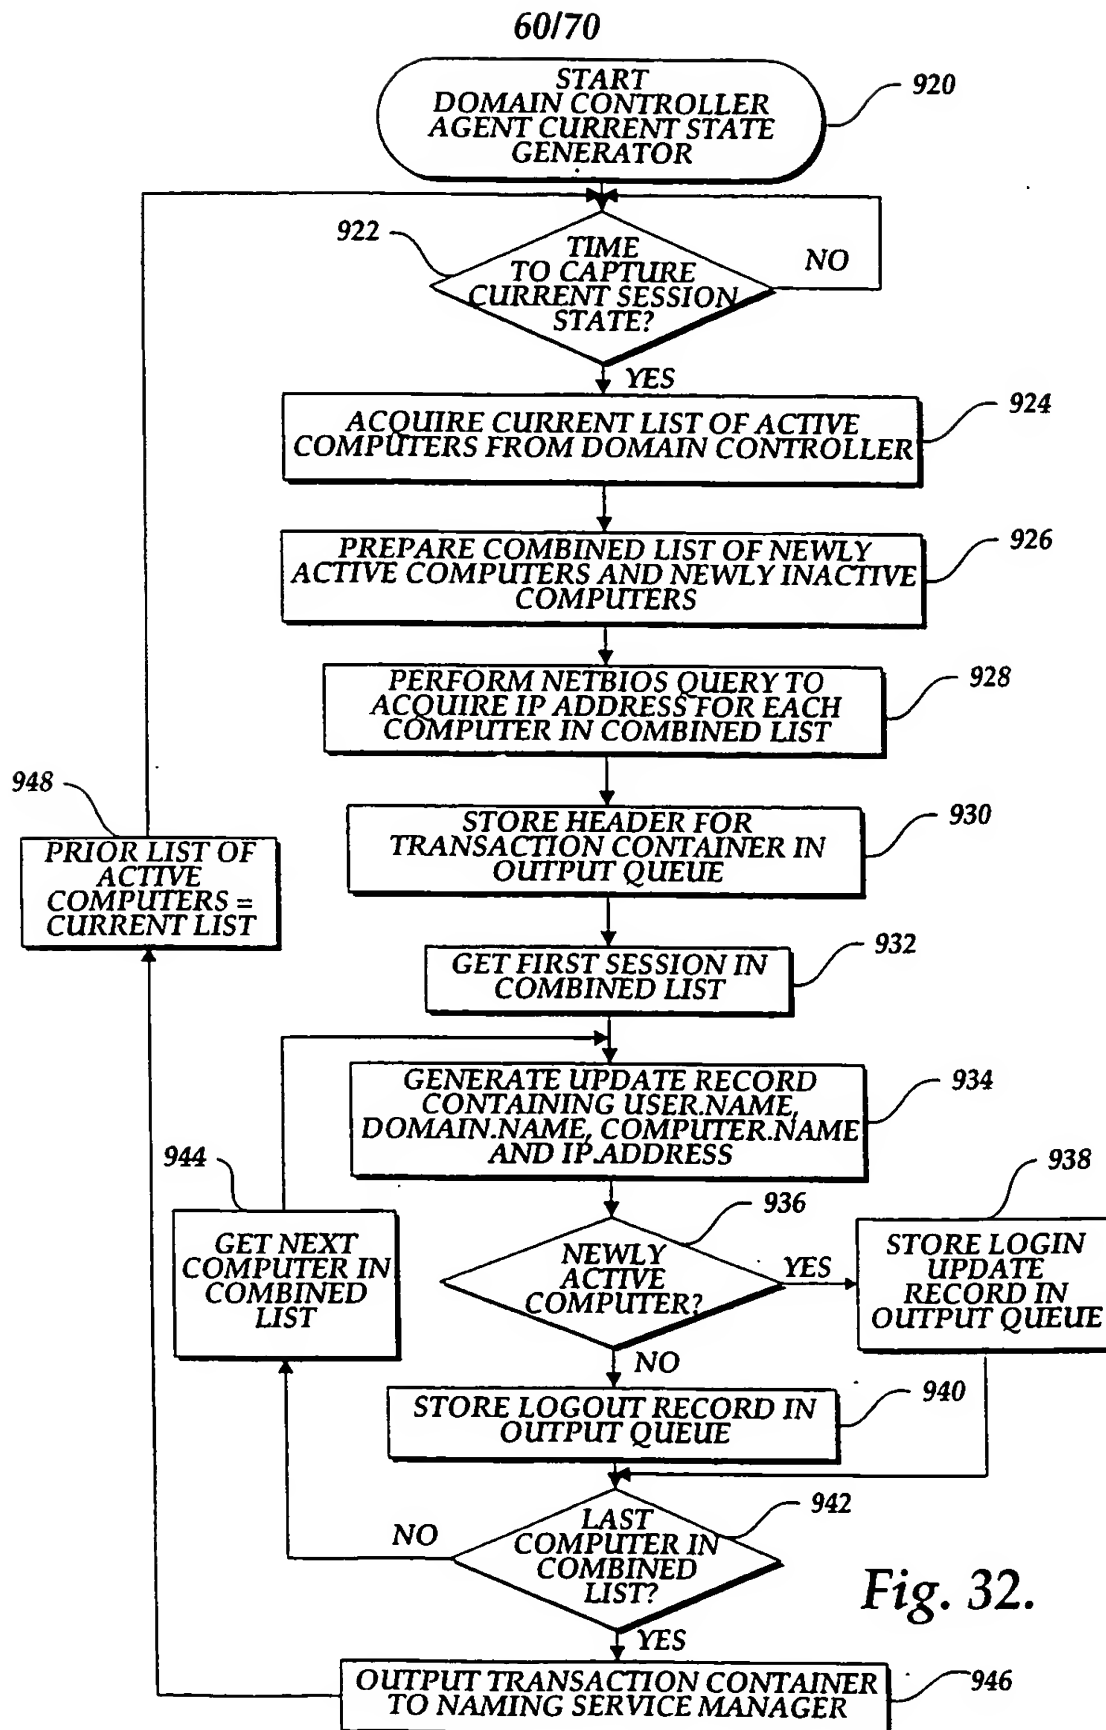 60/70
START
DOMAIN CONTROLLER
AGENT CURRENT STATE
GENERATOR
920
922
TIME
TO CAPTURE
CURRENT SESSION
STATE?
NO
YES
ACQUIRE CURRENT LIST OF ACTIVE
COMPUTERS FROM DOMAIN CONTROLLER
924
PREPARE COMBINED LIST OF NEWLY
ACTIVE COMPUTERS AND NEWLY INACTIVE
COMPUTERS
926
PERFORM NETBIOS QUERY TO
ACQUIRE IP ADDRESS FOR EACH
COMPUTER IN COMBINED LIST
928
948
PRIOR LIST OF
ACTIVE
COMPUTERS =
CURRENT LIST
STORE HEADER FOR
TRANSACTION CONTAINER IN
OUTPUT QUEUE
930
GET FIRST SESSION IN
COMBINED LIST
932
GENERATE UPDATE RECORD
CONTAINING USER.NAME,
DOMAIN.NAME, COMPUTER.NAME
AND IP.ADDRESS
934
944
GET NEXT
COMPUTER IN
COMBINED
LIST
936
NEWLY
ACTIVE
COMPUTER?
YES
NO
938
STORE LOGIN
UPDATE
RECORD IN
OUTPUT QUEUE
STORE LOGOUT RECORD IN
OUTPUT QUEUE
940
LAST
COMPUTER IN
COMBINED
LIST?
942
NO
YES
Fig. 32.
OUTPUT TRANSACTION CONTAINER
TO NAMING SERVICE MANAGER
946